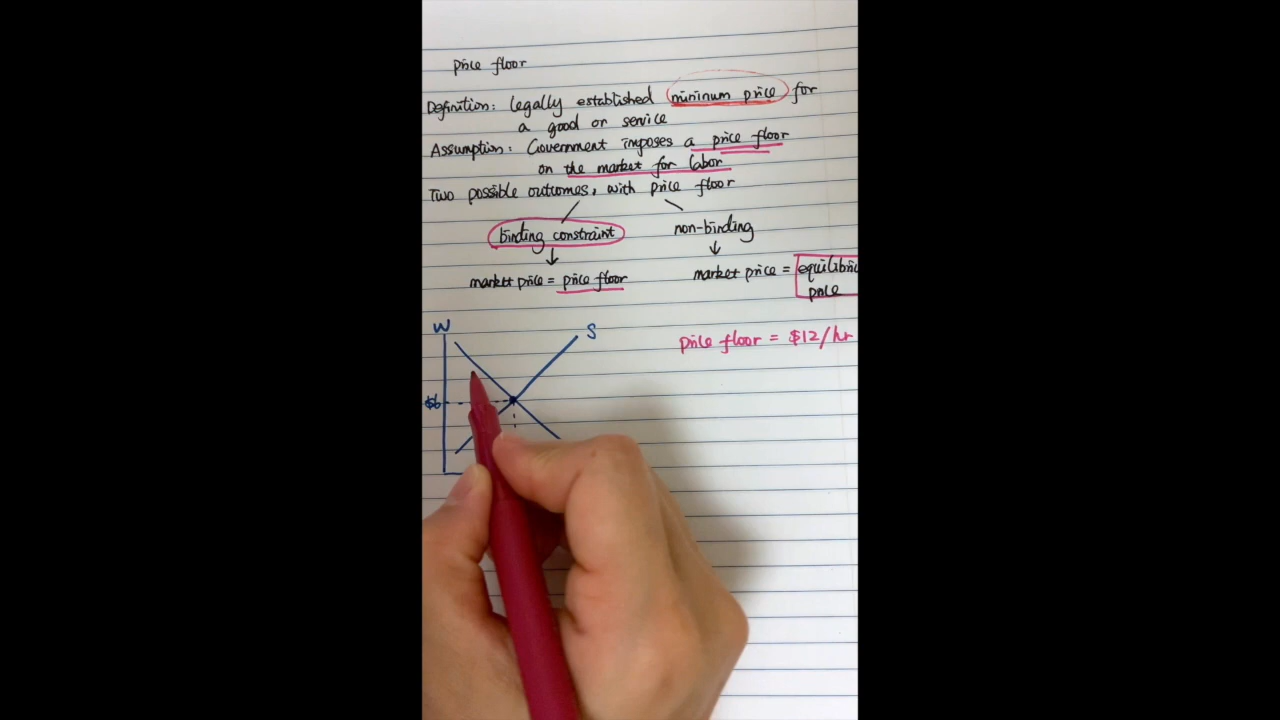 Price floor
Definition: legally established minimum price for
a good or service
Assumption: Government imposes a price floor
on the market for labor
Two possible outcomes, with price floor
binding constraint non-binding
market price = price floor market price = equilibriu
price
W S
price floor = $12/hr
$6